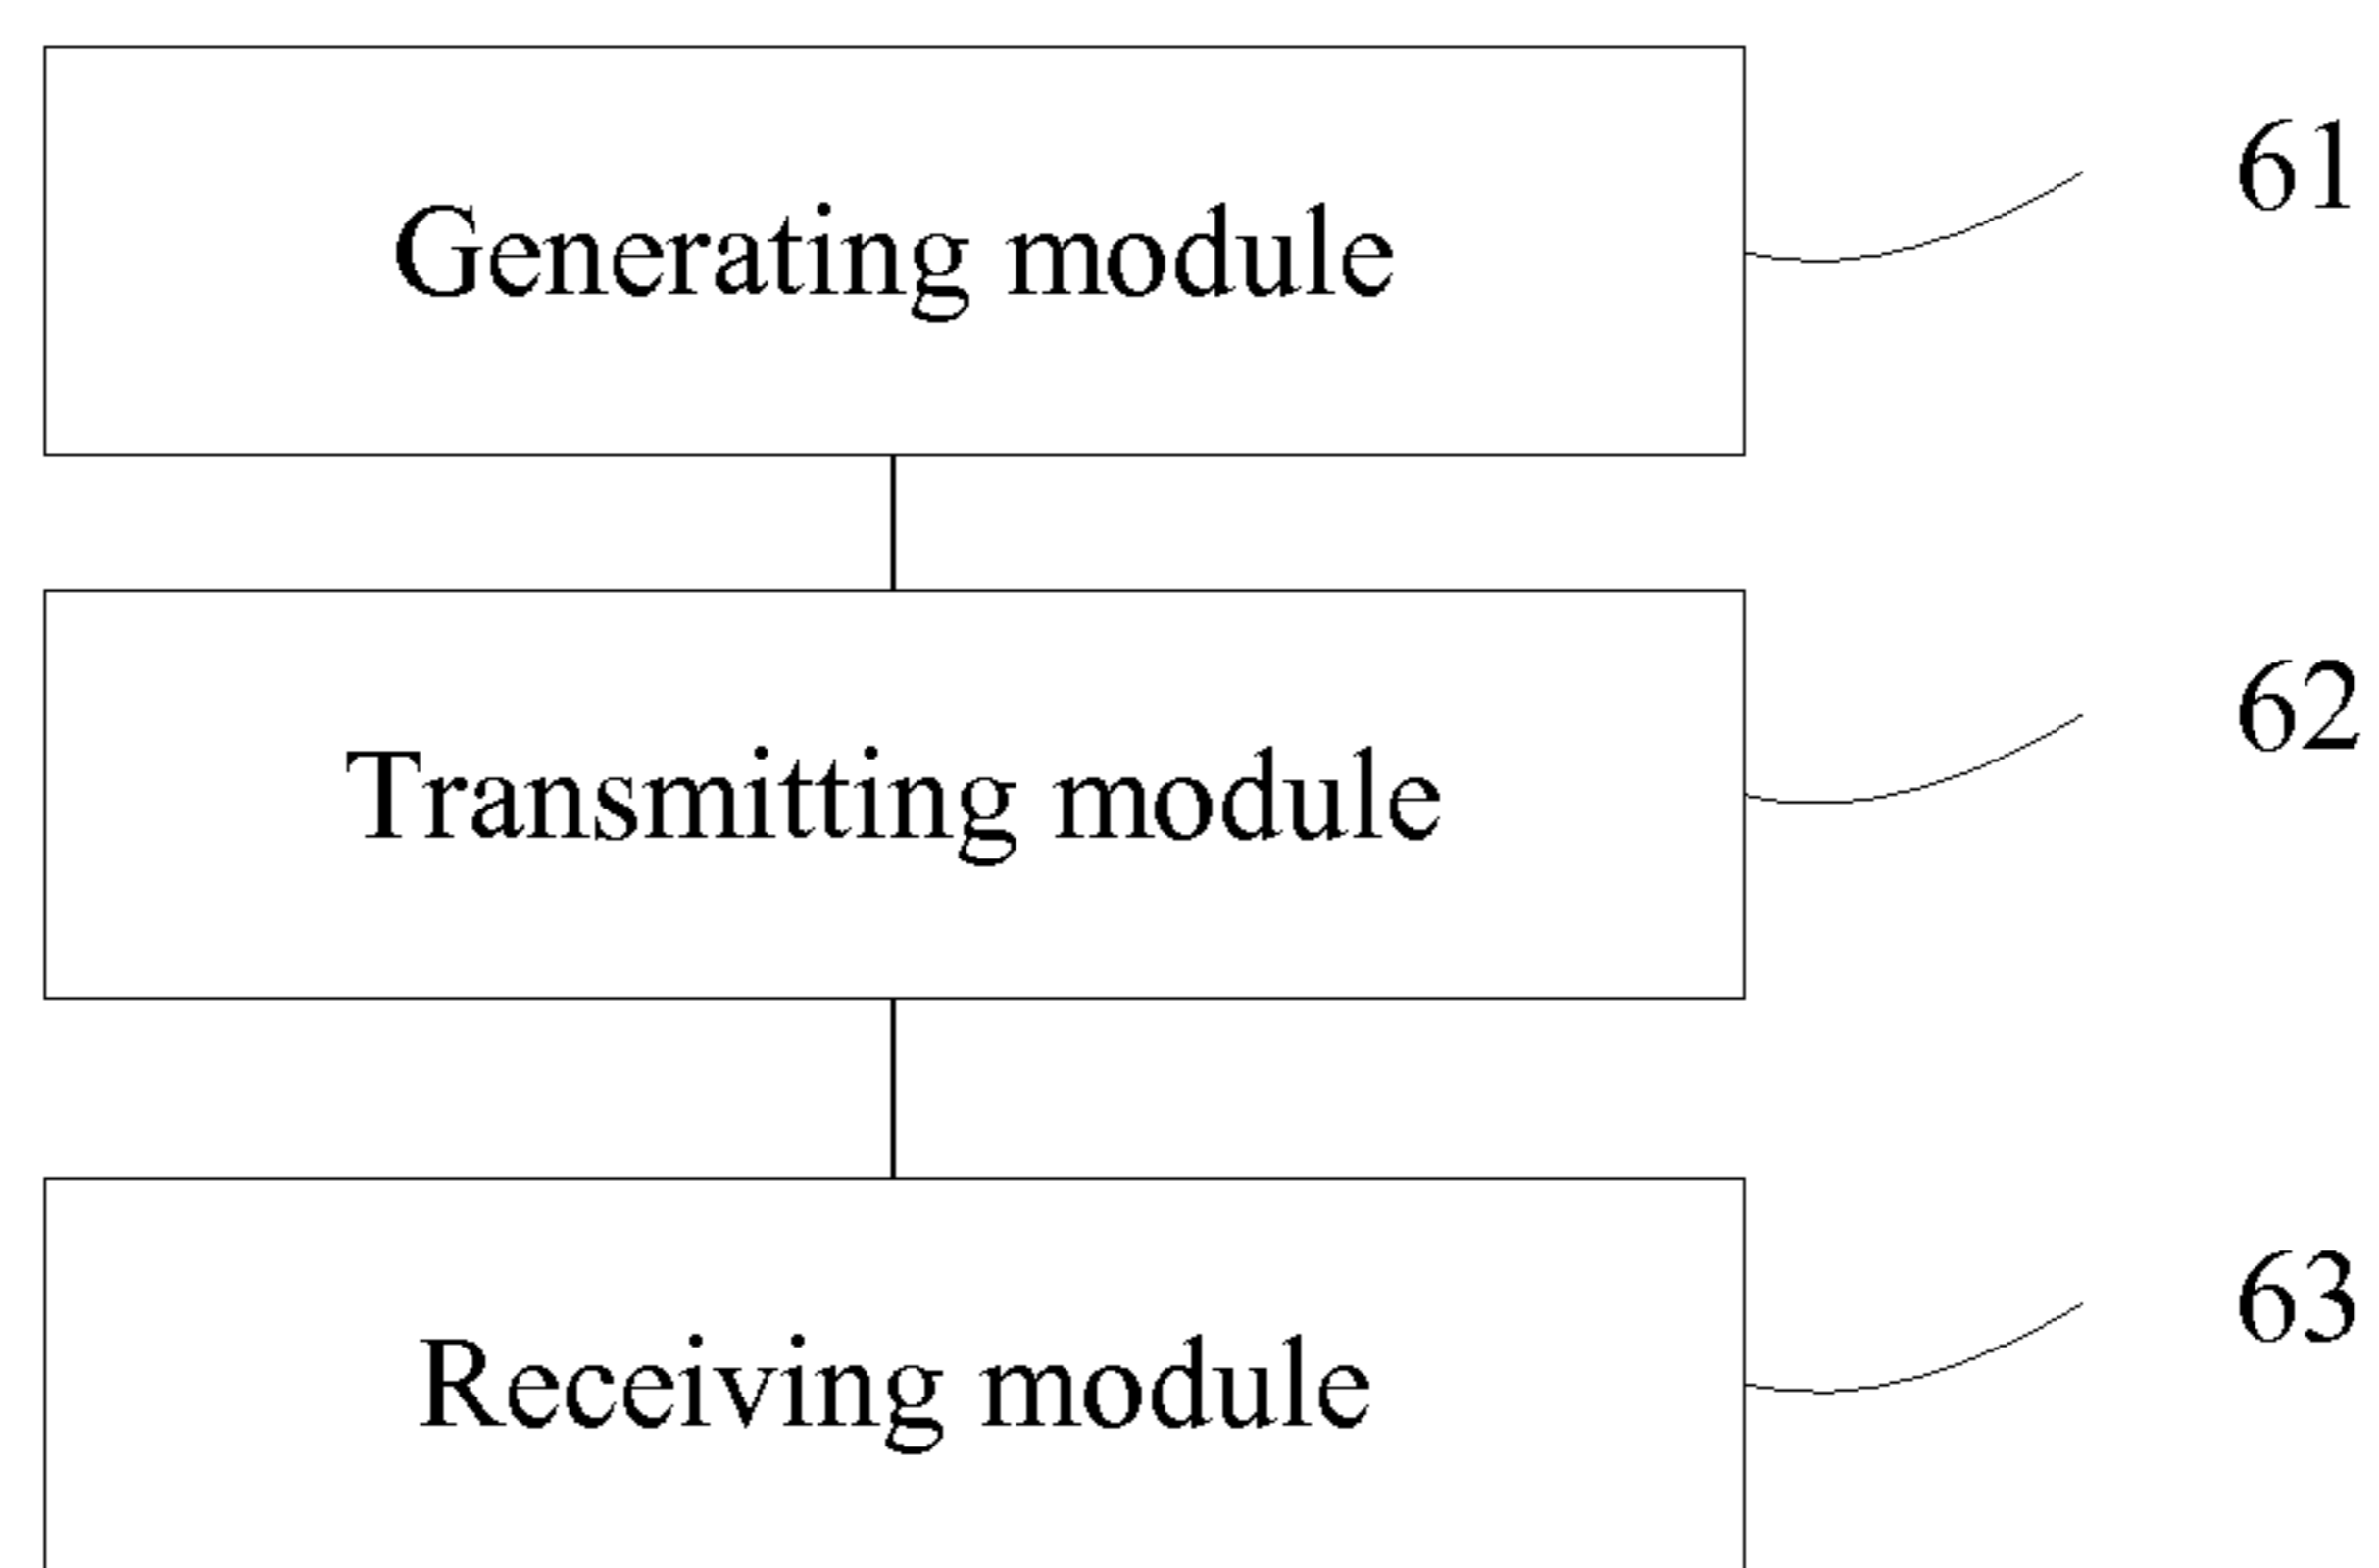 Generating module
61
Transmitting module
62
Receiving module
63